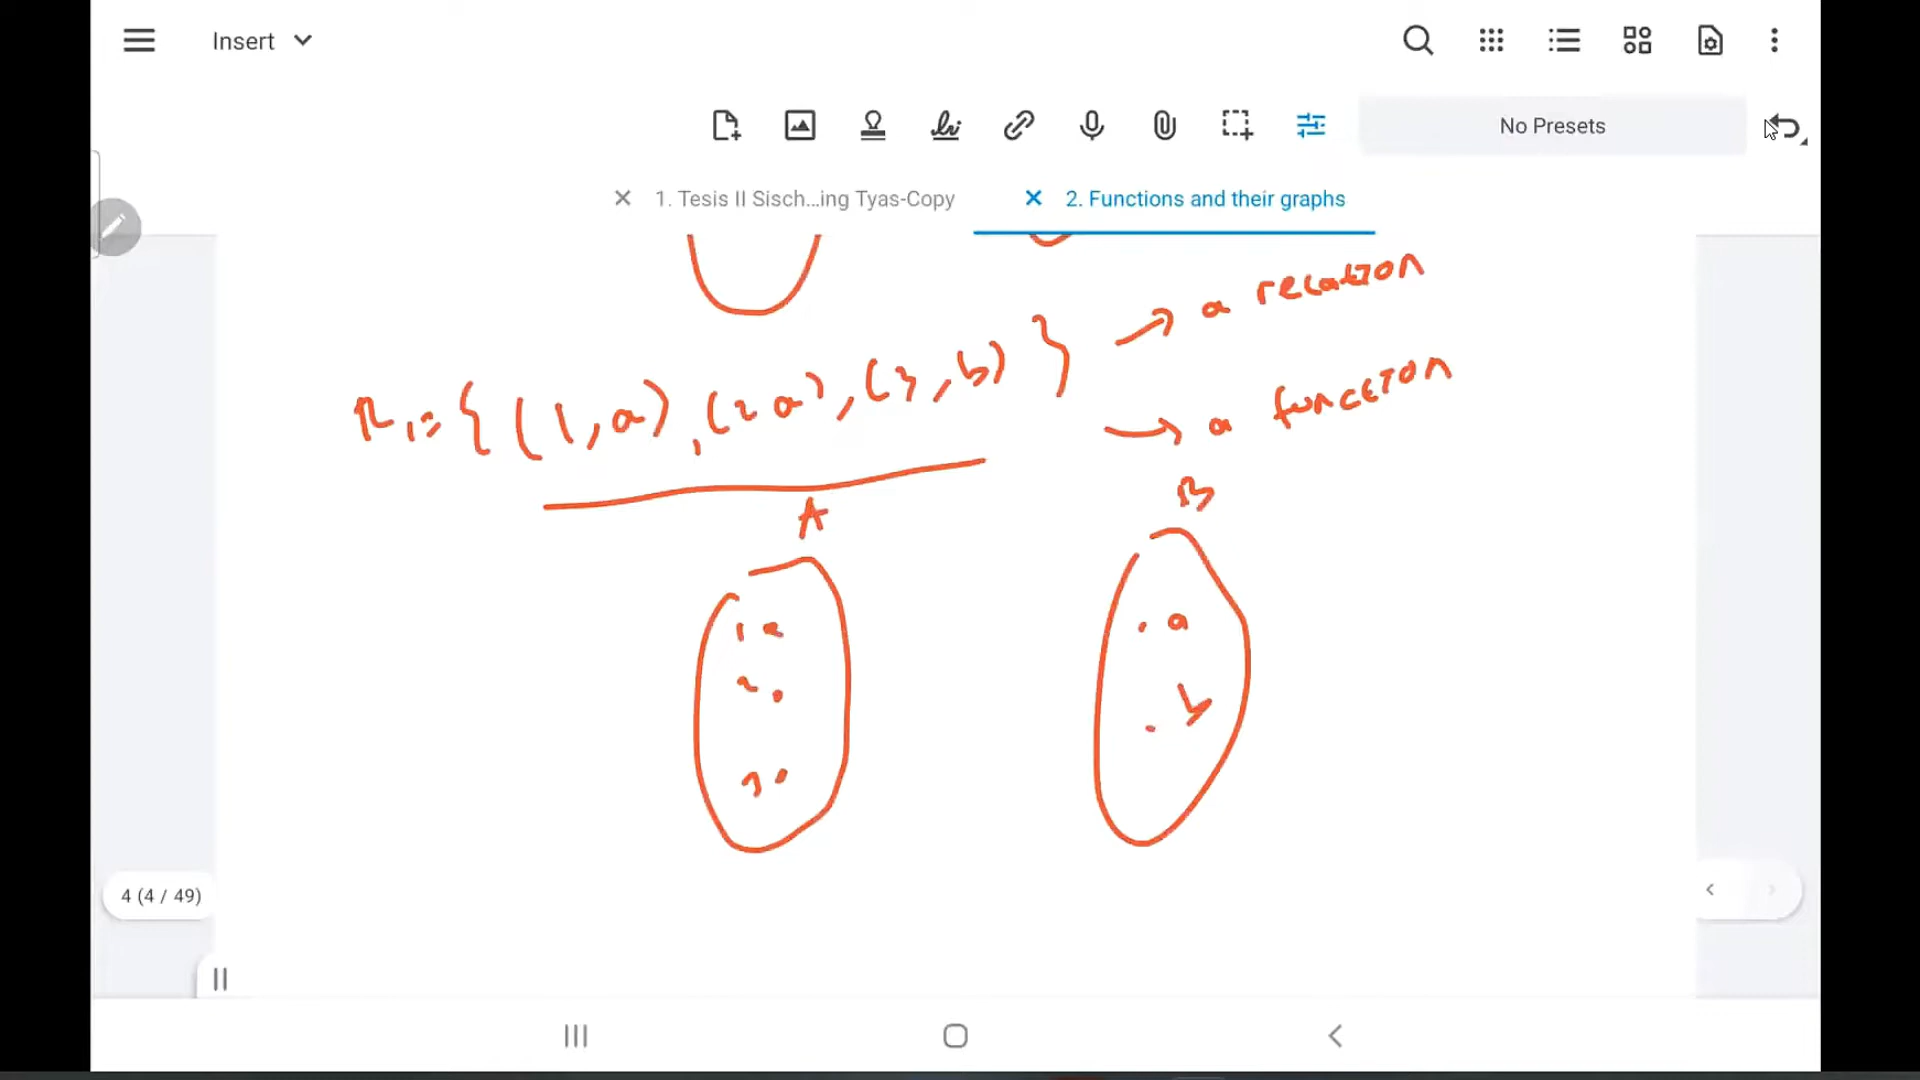 Insert
No Presets
1. Tesis II Sisch...ing Tyas-Copy
2. Functions and their graphs
→ a relation
R₁ = { (1,a), (2 a), (3,b) }
→ a function
A
B
1
a
2
b
3
4 (4 / 49)